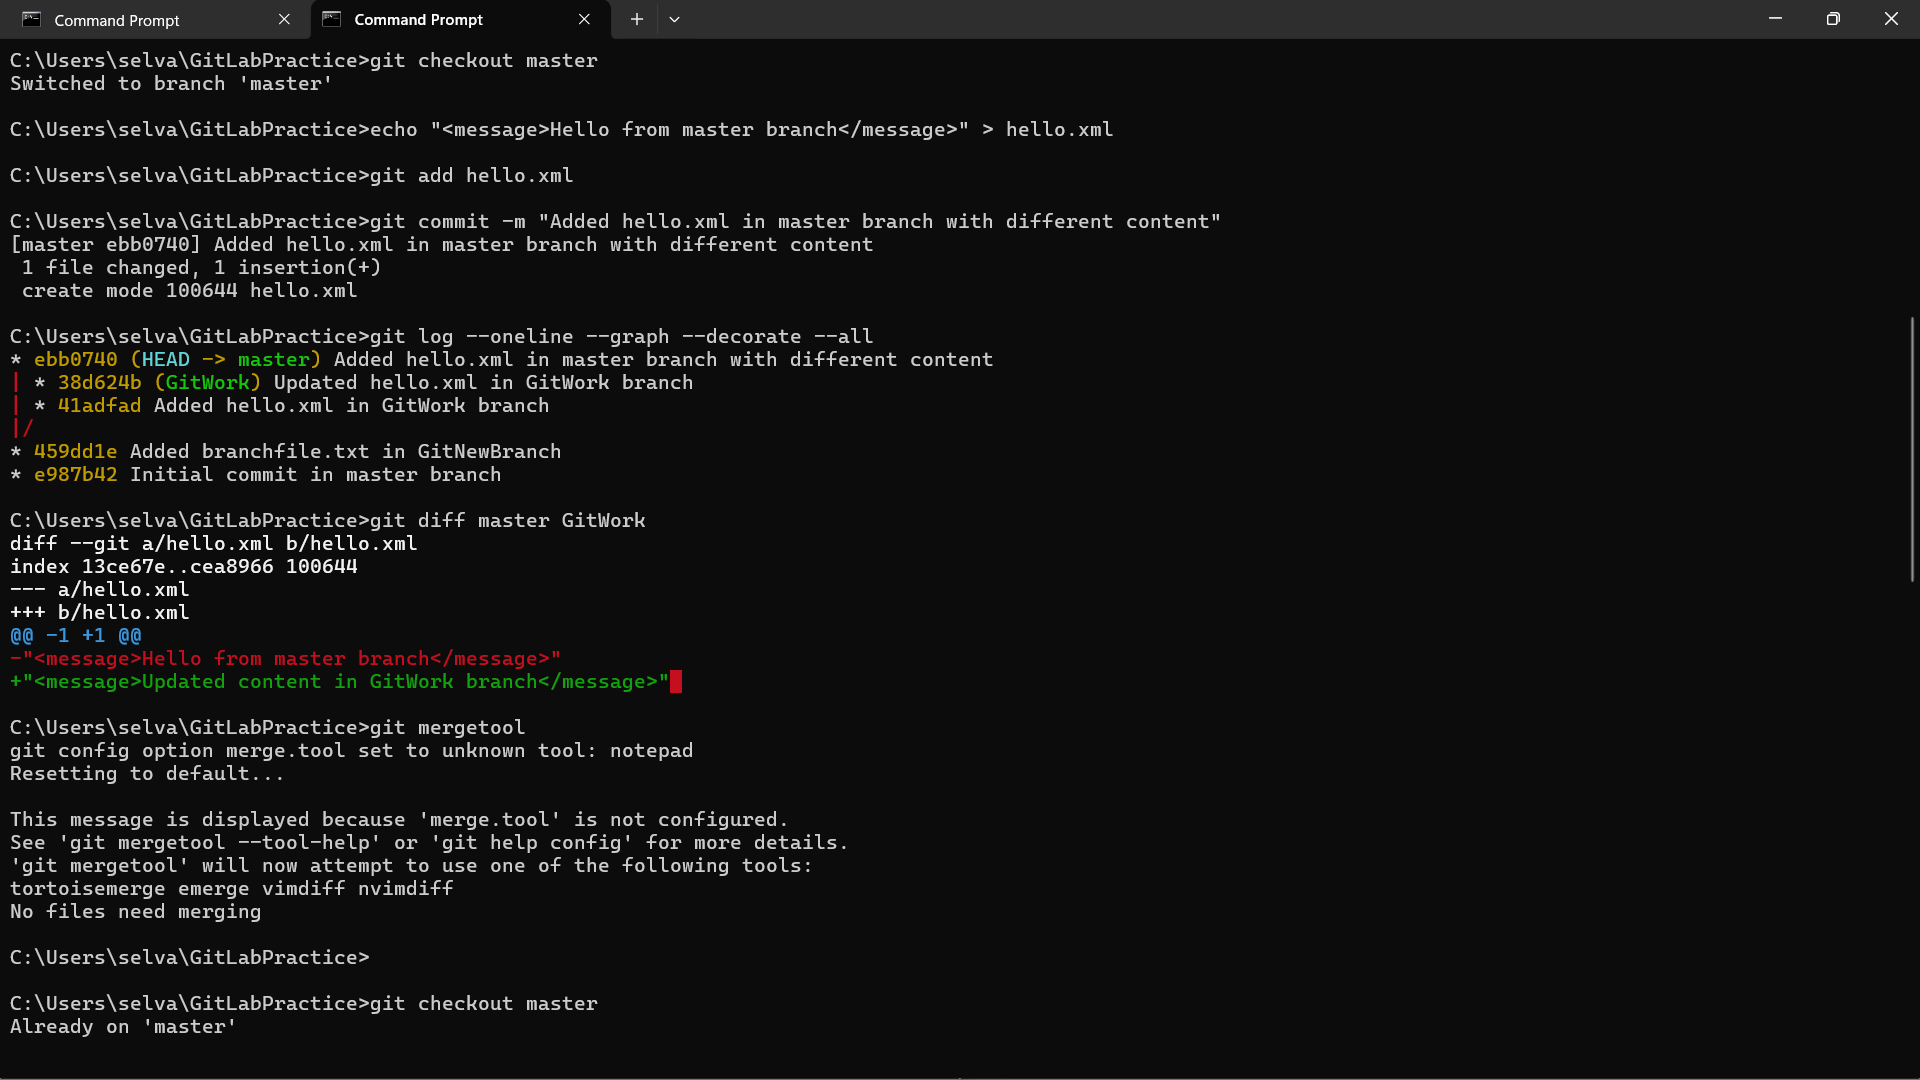 Command Prompt
Command Prompt
C:\Users\selva\GitLabPractice>git checkout master
Switched to branch 'master'
C:\Users\selva\GitLabPractice>echo "<message>Hello from master branch</message>" > hello.xml
C:\Users\selva\GitLabPractice>git add hello.xml
C:\Users\selva\GitLabPractice>git commit -m "Added hello.xml in master branch with different content"
[master ebb0740] Added hello.xml in master branch with different content
 1 file changed, 1 insertion(+)
 create mode 100644 hello.xml
C:\Users\selva\GitLabPractice>git log --oneline --graph --decorate --all
* ebb0740 (HEAD -> master) Added hello.xml in master branch with different content
| * 38d624b (GitWork) Updated hello.xml in GitWork branch
| * 41adfad Added hello.xml in GitWork branch
|/
* 459dd1e Added branchfile.txt in GitNewBranch
* e987b42 Initial commit in master branch
C:\Users\selva\GitLabPractice>git diff master GitWork
diff --git a/hello.xml b/hello.xml
index 13ce67e..cea8966 100644
--- a/hello.xml
+++ b/hello.xml
@@ -1 +1 @@
-"<message>Hello from master branch</message>"
+"<message>Updated content in GitWork branch</message>"
C:\Users\selva\GitLabPractice>git mergetool
git config option merge.tool set to unknown tool: notepad
Resetting to default...
This message is displayed because 'merge.tool' is not configured.
See 'git mergetool --tool-help' or 'git help config' for more details.
'git mergetool' will now attempt to use one of the following tools:
tortoisemerge emerge vimdiff nvimdiff
No files need merging
C:\Users\selva\GitLabPractice>
C:\Users\selva\GitLabPractice>git checkout master
Already on 'master'